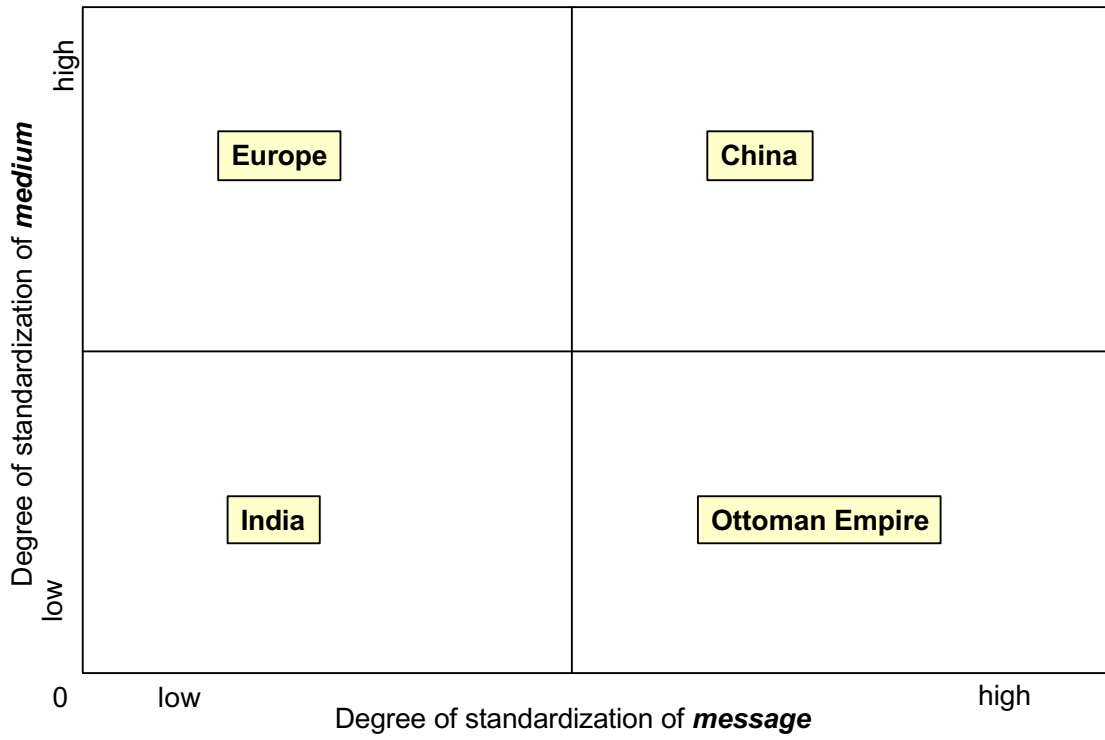 high
Degree of standardization of medium
low
Europe
China
India
Ottoman Empire
0
low
high
Degree of standardization of message